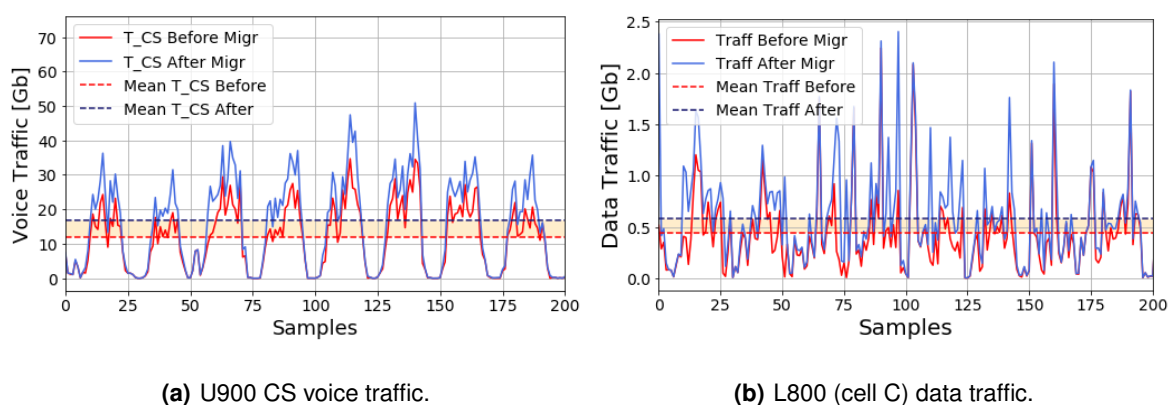 T_CS Before Migr
T_CS After Migr
Mean T_CS Before
Mean T_CS After
Voice Traffic [Gb]
70
60
50
40
30
20
10
0
0 25 50 75 100 125 150 175 200
Samples
(a) U900 CS voice traffic.
Traff Before Migr
Traff After Migr
Mean Traff Before
Mean Traff After
Data Traffic [Gb]
2.5
2.0
1.5
1.0
0.5
0.0
0 25 50 75 100 125 150 175 200
Samples
(b) L800 (cell C) data traffic.